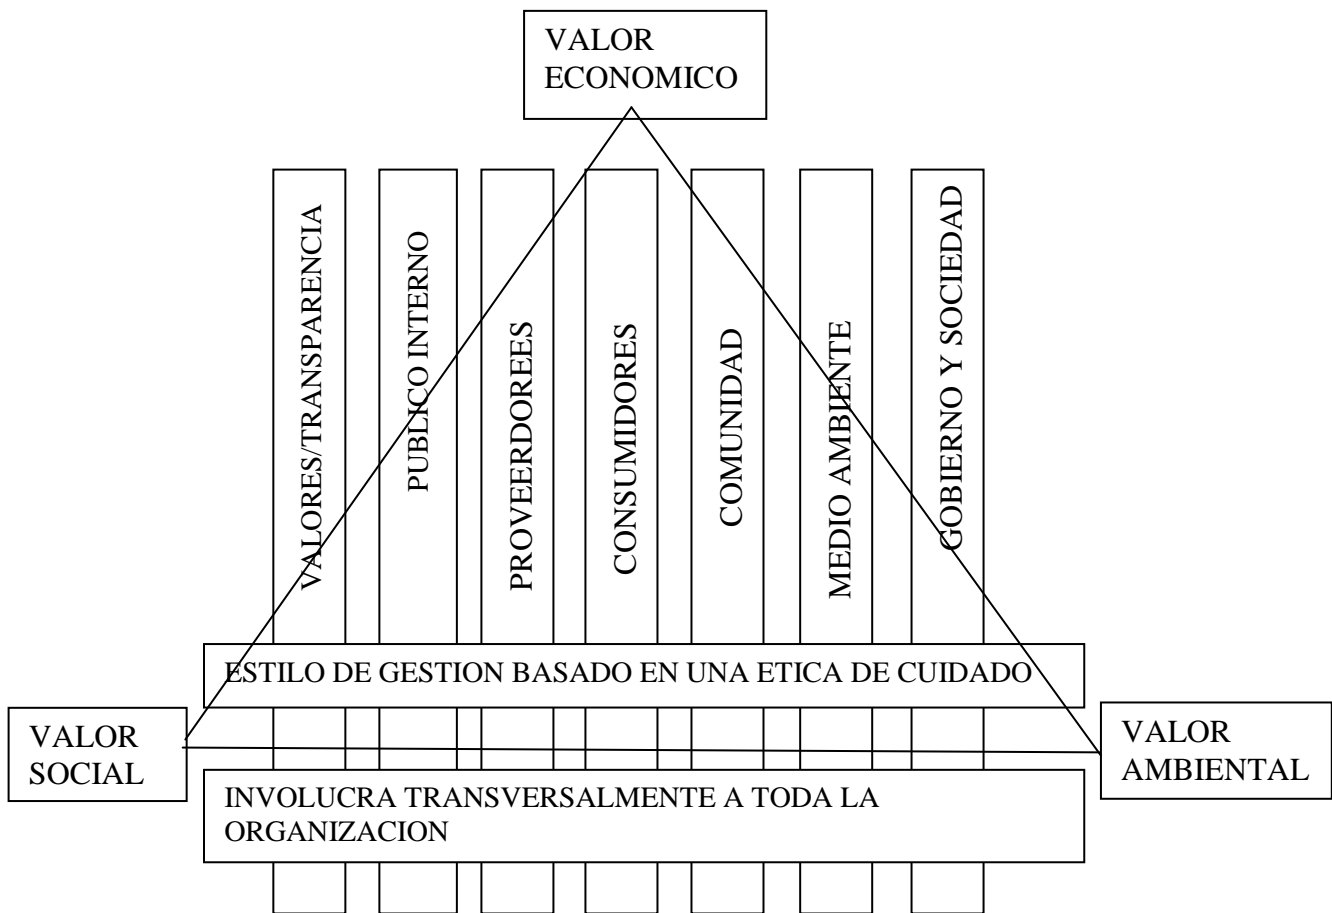 VALOR
ECONOMICO
VALORES/TRANSPARENCIA
PUBLICO INTERNO
PROVEERDOREES
CONSUMIDORES
COMUNIDAD
MEDIO AMBIENTE
GOBIERNO Y SOCIEDAD
ESTILO DE GESTION BASADO EN UNA ETICA DE CUIDADO
VALOR
SOCIAL
VALOR
AMBIENTAL
INVOLUCRA TRANSVERSALMENTE A TODA LA
ORGANIZACION